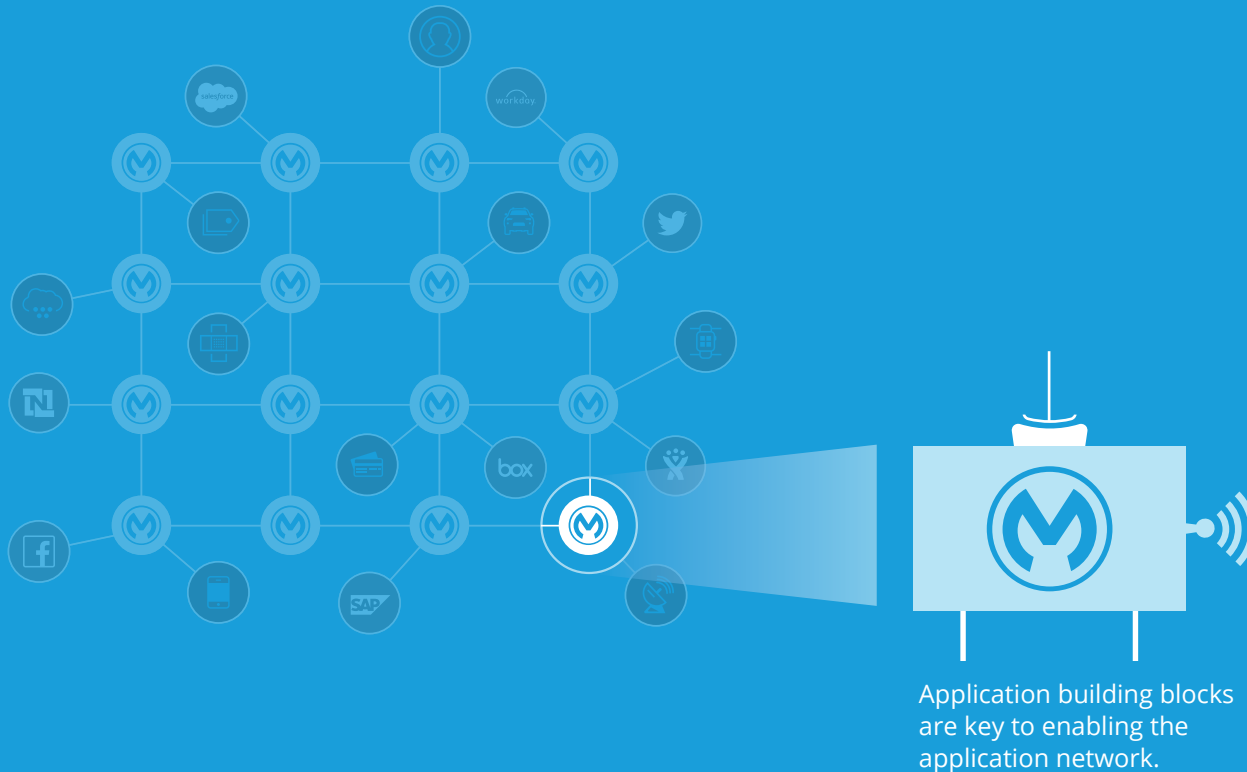 salesforce
workday
box
SAP
Application building blocks
are key to enabling the
application network.